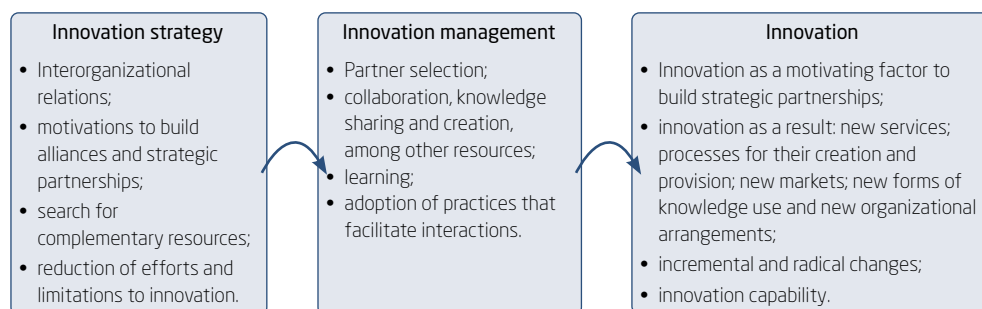 Innovation strategy
• Interorganizational
relations;
• motivations to build
alliances and strategic
partnerships;
• search for
complementary resources;
• reduction of efforts and
limitations to innovation.
Innovation management
• Partner selection;
• collaboration, knowledge
sharing and creation,
among other resources;
• learning;
• adoption of practices that
facilitate interactions.
Innovation
• Innovation as a motivating factor to
build strategic partnerships;
• innovation as a result: new services;
processes for their creation and
provision; new markets; new forms of
knowledge use and new organizational
arrangements;
• incremental and radical changes;
• innovation capability.